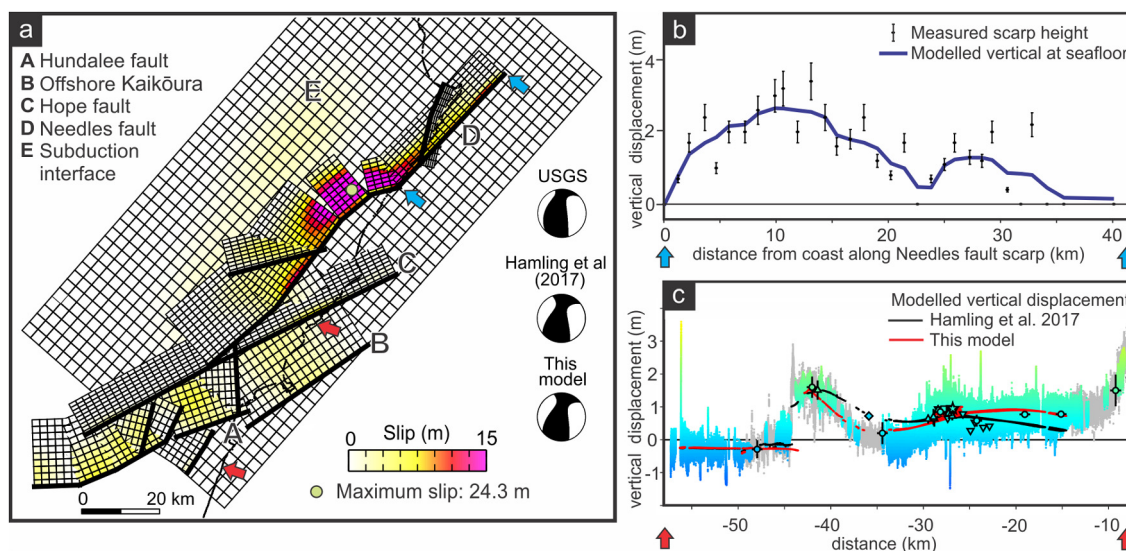 a
A Hundalee fault
B Offshore Kaikōura
C Hope fault
D Needles fault
E Subduction
interface
E
D
C
B
A
USGS
Hamling et al
(2017)
This
model
0 Slip (m) 15
Maximum slip: 24.3 m
0 20 km
b
Measured scarp height
Modelled vertical at seafloor
vertical displacement (m)
4
2
0
0 10 20 30 40
distance from coast along Needles fault scarp (km)
c
Modelled vertical displacement
Hamling et al. 2017
This model
vertical displacement (m)
3
2
1
0
-1
-50 -40 -30 -20 -10
distance (km)